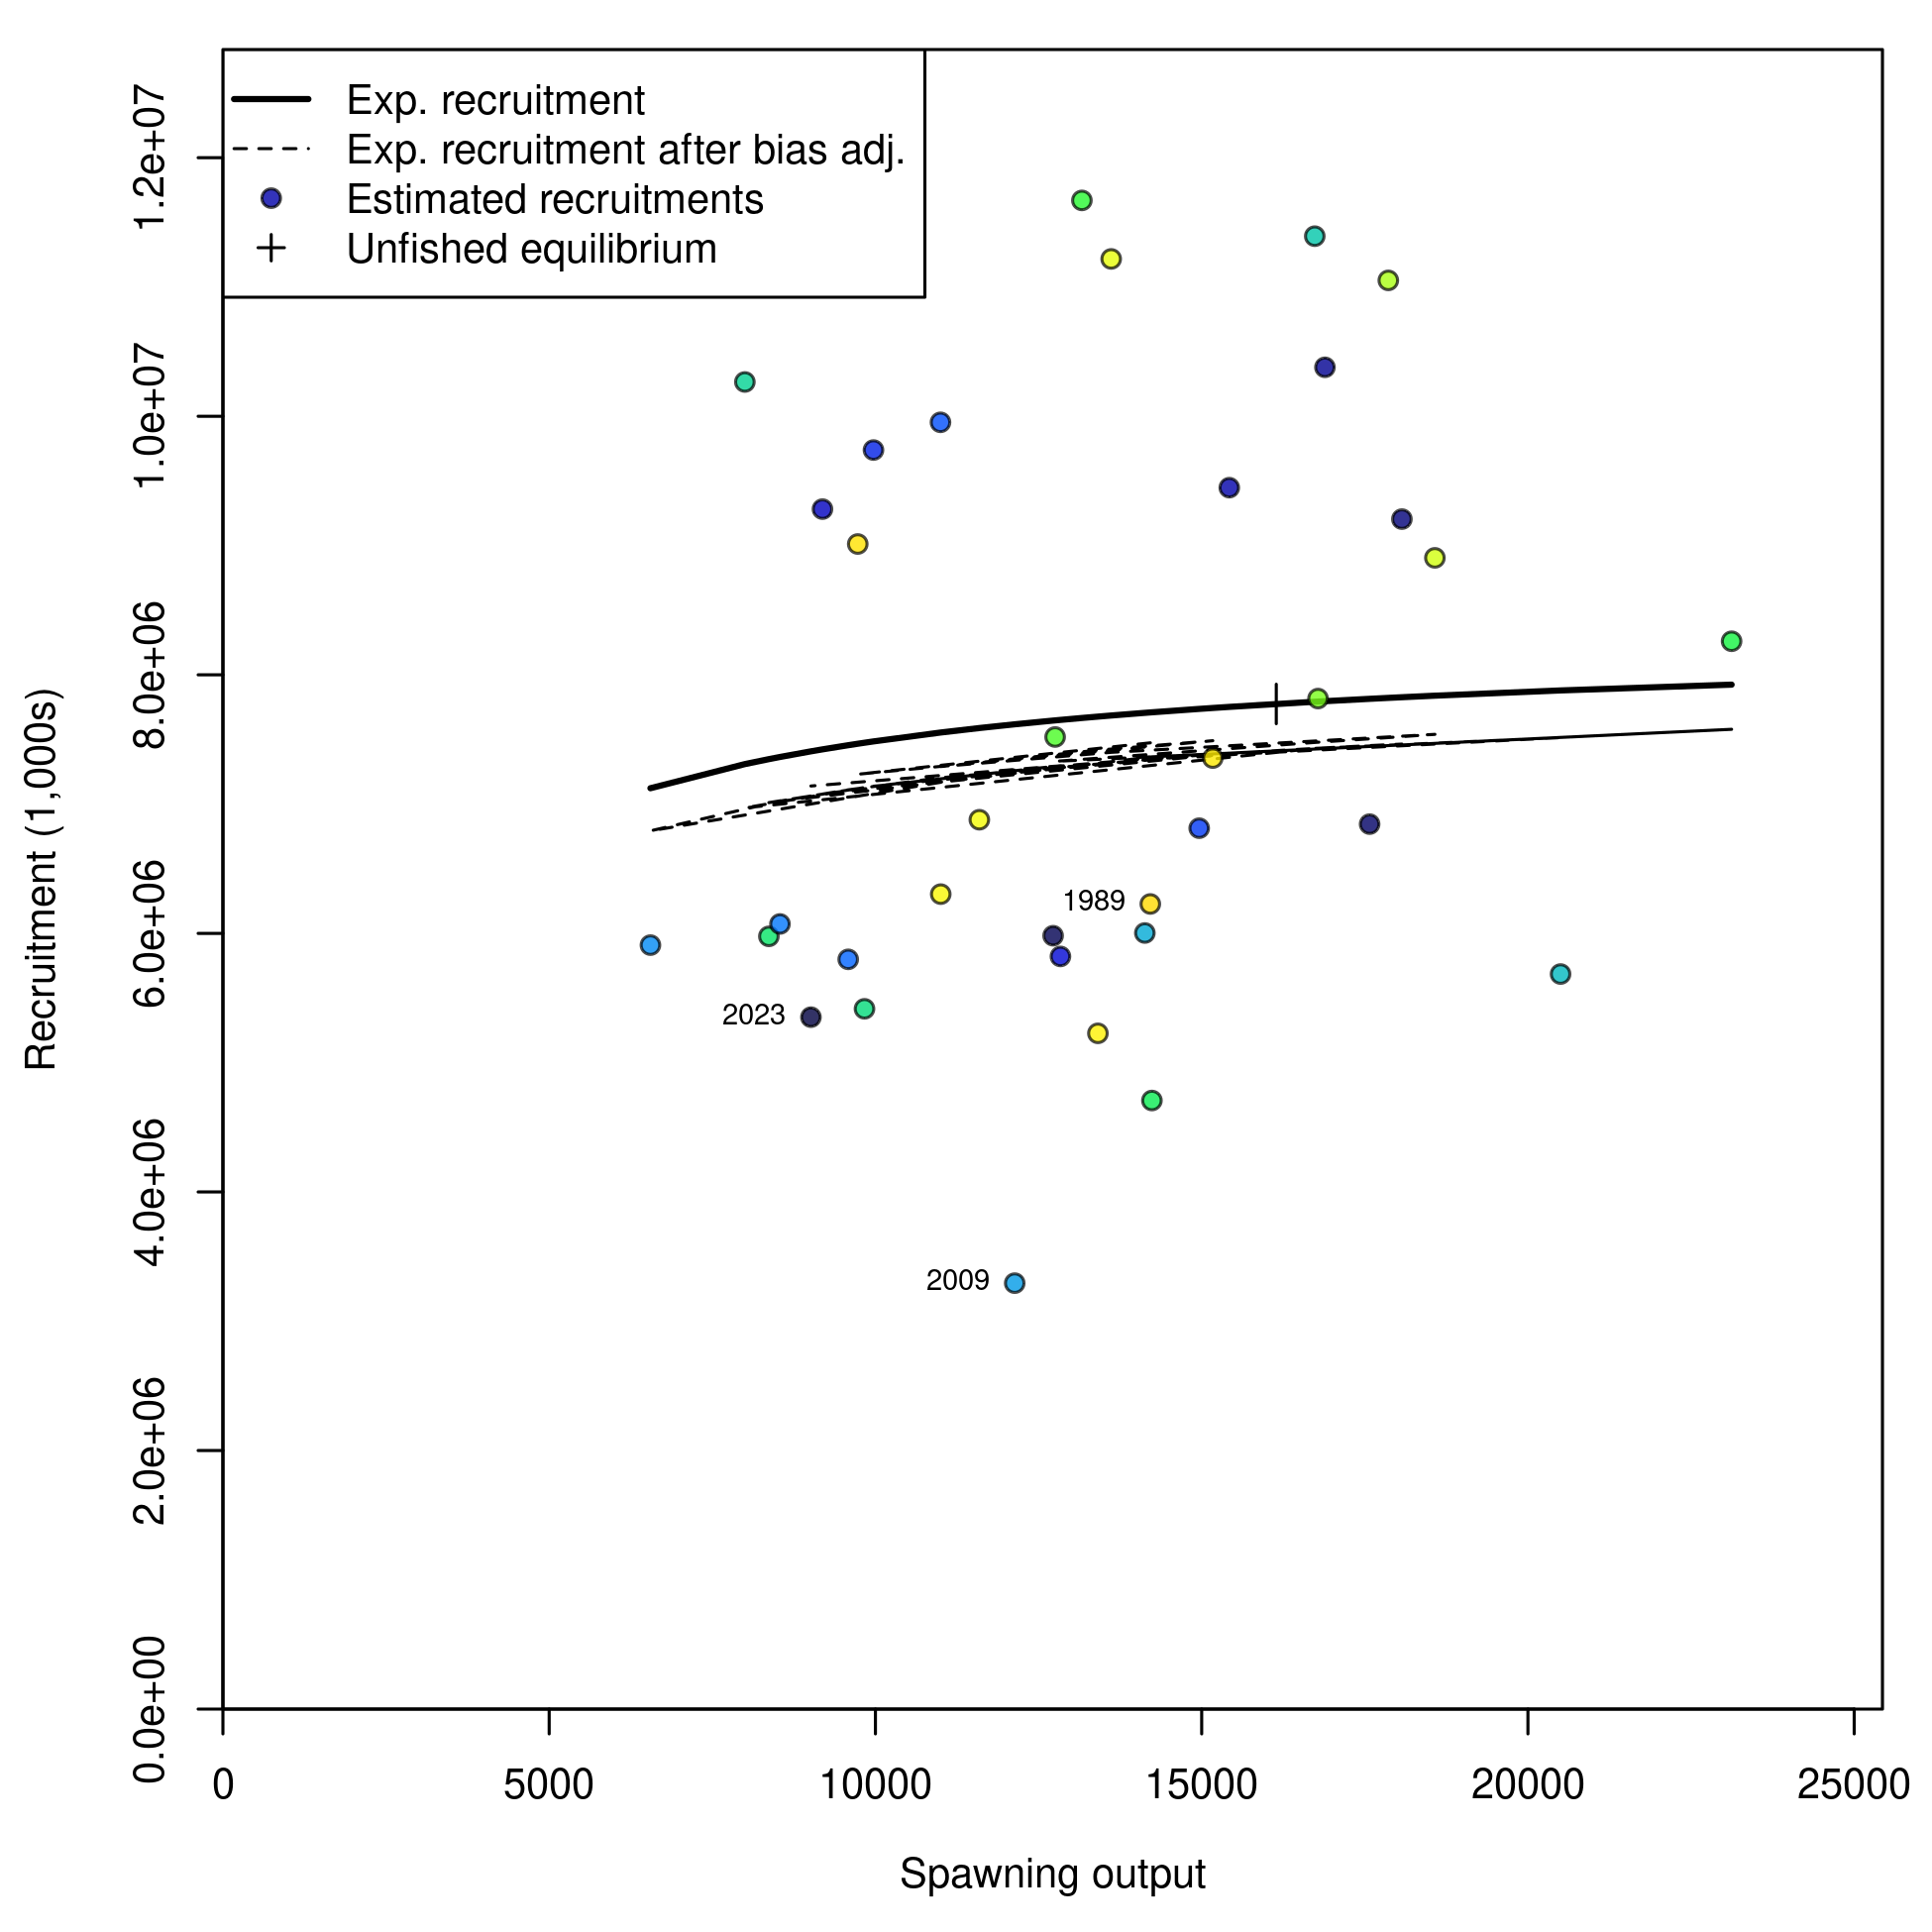 Exp. recruitment
Exp. recruitment after bias adj.
Estimated recruitments
Unfished equilibrium
1.2e+07
1.0e+07
8.0e+06
6.0e+06
4.0e+06
2.0e+06
0.0e+00
Recruitment (1,000s)
1989
2023
2009
0
5000
10000
15000
20000
25000
Spawning output